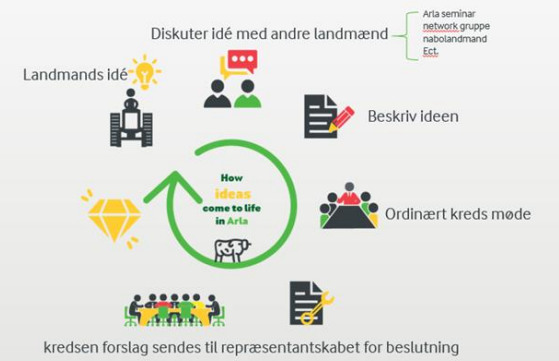 Diskuter idé med andre landmænd
Arla seminar
network gruppe
nabolandmand
Ect.
Landmands idé
Beskriv ideen
How
ideas
come to life
in Arla
Ordinært kreds møde
kredsen forslag sendes til repræsentantskabet for beslutning